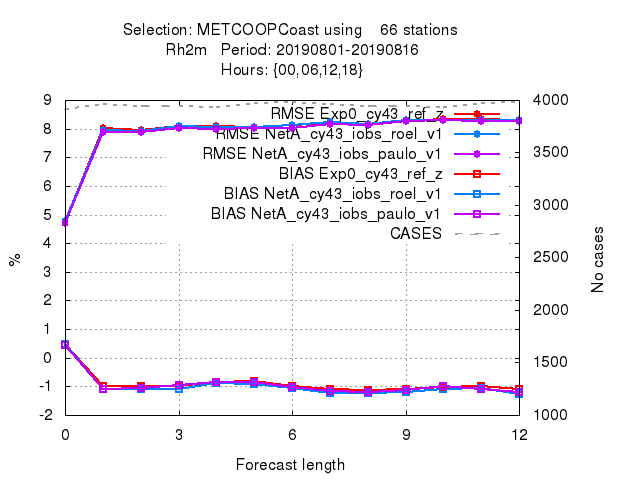 Selection: METCOOPCoast using 66 stations
Rh2m Period: 20190801-20190816
Hours: {00,06,12,18}
RMSE Exp0_cy43_ref_z
RMSE NetA_cy43_iobs_roel_v1
RMSE NetA_cy43_iobs_paulo_v1
BIAS Exp0_cy43_ref_z
BIAS NetA_cy43_iobs_roel_v1
BIAS NetA_cy43_iobs_paulo_v1
CASES
9
8
7
6
5
4
3
2
1
0
-1
-2
%
4000
3500
3000
2500
2000
1500
1000
No cases
0 3 6 9 12
Forecast length